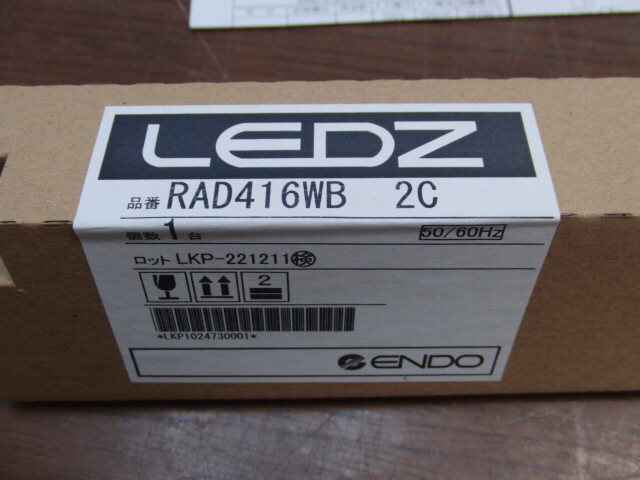 LEDZ
品番 RAD416WB 2C
個数 1 台 50/60Hz
ロット LKP-221211 検
2
*LKP1024730001*
ENDO